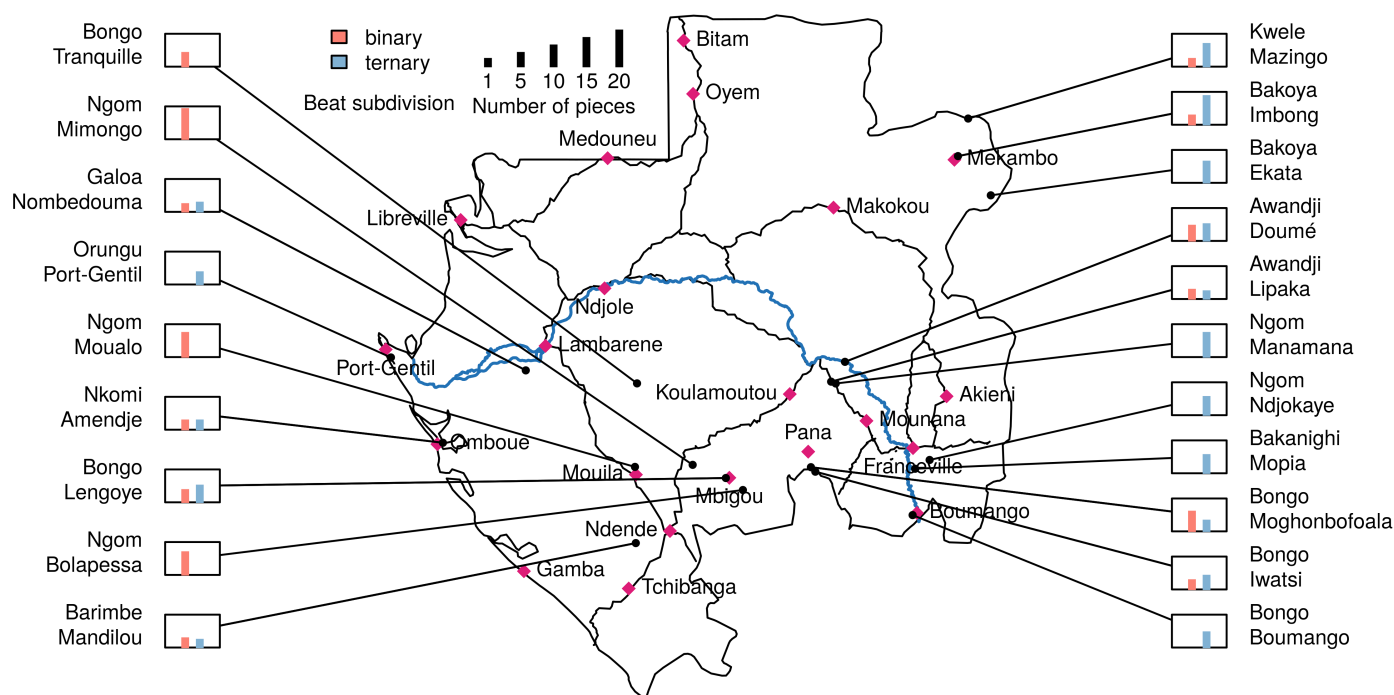 Bongo
Tranquille
Ngom
Mimongo
Galoa
Nombedouma
Orungu
Port-Gentil
Ngom
Moualo
Nkomi
Amendje
Bongo
Lengoye
Ngom
Bolapessa
Barimbe
Mandilou
binary
ternary
Beat subdivision
1 5 10 15 20
Number of pieces
Bitam
Oyem
Medouneu
Mekambo
Libreville
Makokou
Ndjole
Lambarene
Port-Gentil
Koulamoutou
Akieni
Mounana
Pana
Omboue
Mouila
Franceville
Mbigou
Boumango
Ndende
Gamba
Tchibanga
Kwele
Mazingo
Bakoya
Imbong
Bakoya
Ekata
Awandji
Doumé
Awandji
Lipaka
Ngom
Manamana
Ngom
Ndjokaye
Bakanighi
Mopia
Bongo
Moghonbofoala
Bongo
Iwatsi
Bongo
Boumango